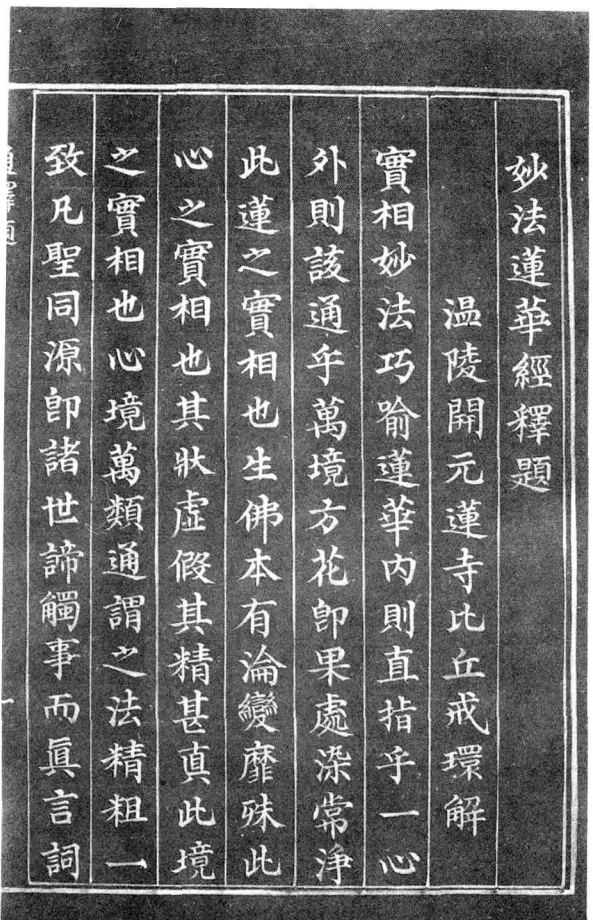 妙法蓮華經釋題
温陵開元蓮寺比丘戒環解
實相妙法巧喻蓮華内則直指乎一心
外則該通乎萬境方花卽果處染常淨
此蓮之實相也生佛本有淪變靡殊此
心之實相也其狀虛假其精甚真此境
之實相也心境萬類通謂之法精粗一
致凡聖同源卽諸世諦觸事而眞言詞